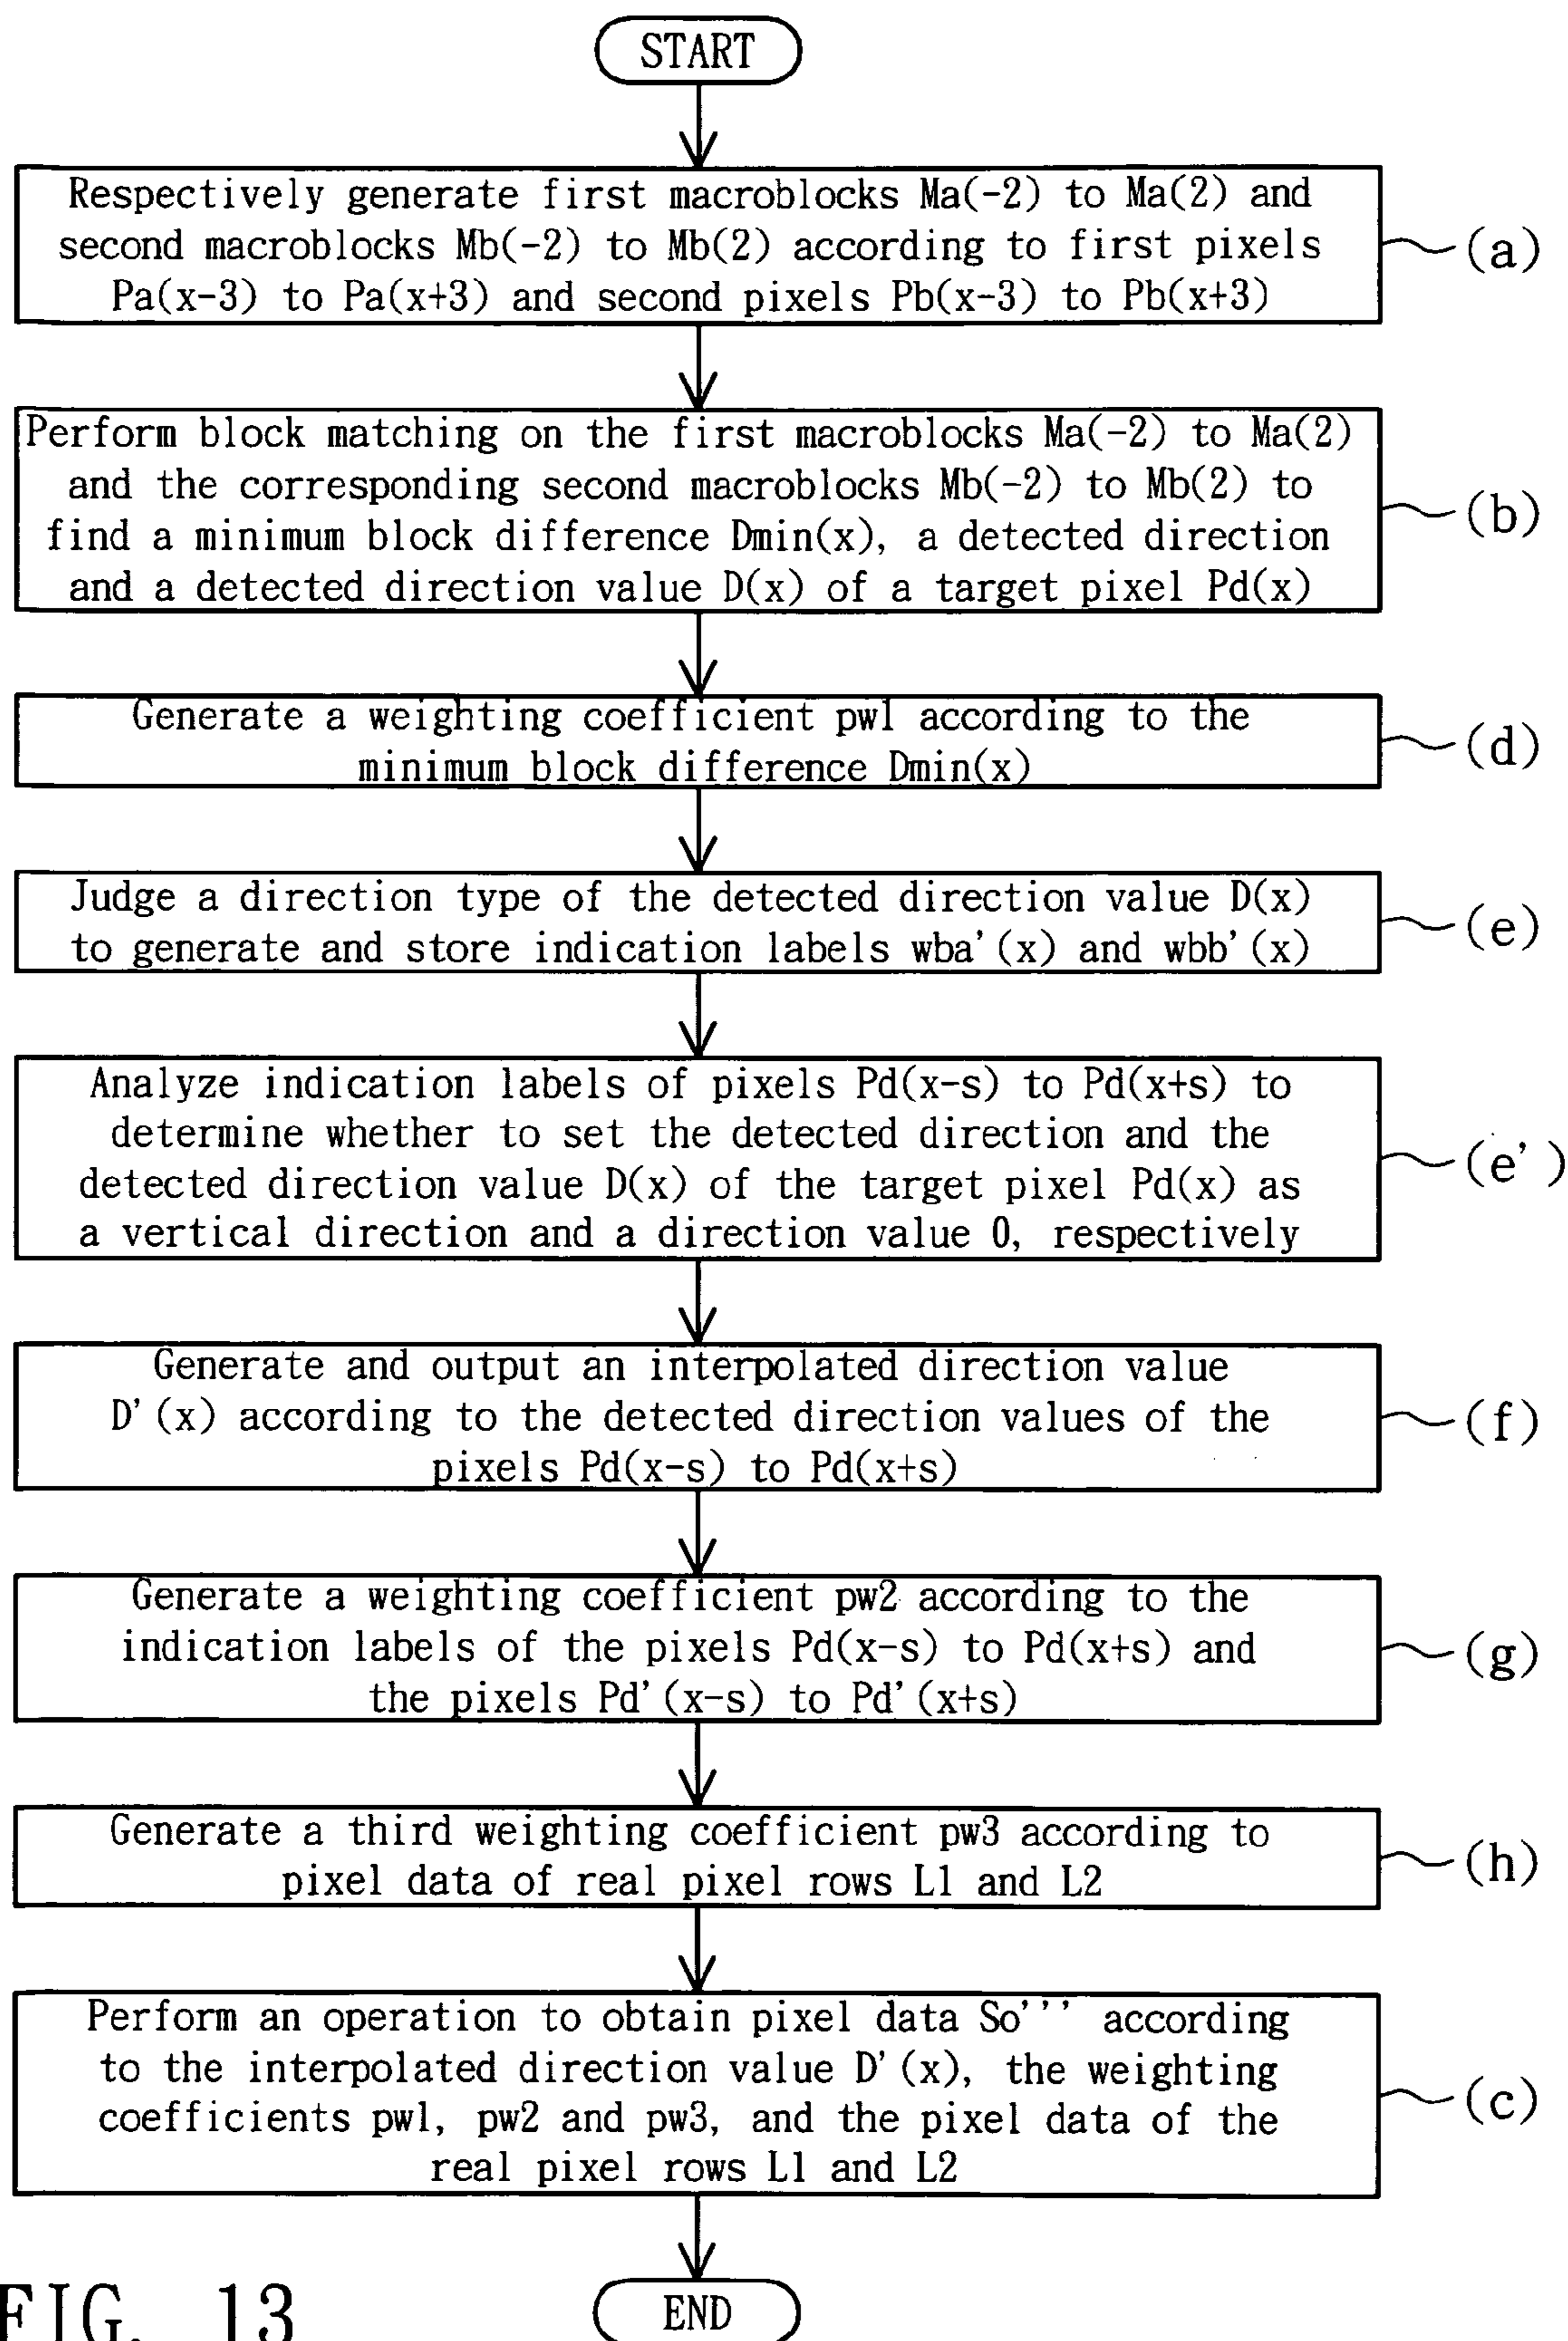 START
Respectively generate first macroblocks Ma(-2) to Ma(2) and
second macroblocks Mb(-2) to Mb(2) according to first pixels
Pa(x-3) to Pa(x+3) and second pixels Pb(x-3) to Pb(x+3)
(a)
Perform block matching on the first macroblocks Ma(-2) to Ma(2)
and the corresponding second macroblocks Mb(-2) to Mb(2) to
find a minimum block difference Dmin(x), a detected direction
and a detected direction value D(x) of a target pixel Pd(x)
(b)
Generate a weighting coefficient pw1 according to the
minimum block difference Dmin(x)
(d)
Judge a direction type of the detected direction value D(x)
to generate and store indication labels wba'(x) and wbb'(x)
(e)
Analyze indication labels of pixels Pd(x-s) to Pd(x+s) to
determine whether to set the detected direction and the
detected direction value D(x) of the target pixel Pd(x) as
a vertical direction and a direction value 0, respectively
(e')
Generate and output an interpolated direction value
D'(x) according to the detected direction values of the
pixels Pd(x-s) to Pd(x+s)
(f)
Generate a weighting coefficient pw2 according to the
indication labels of the pixels Pd(x-s) to Pd(x+s) and
the pixels Pd'(x-s) to Pd'(x+s)
(g)
Generate a third weighting coefficient pw3 according to
pixel data of real pixel rows L1 and L2
(h)
Perform an operation to obtain pixel data So''' according
to the interpolated direction value D'(x), the weighting
coefficients pw1, pw2 and pw3, and the pixel data of the
real pixel rows L1 and L2
(c)
END
FIG. 13